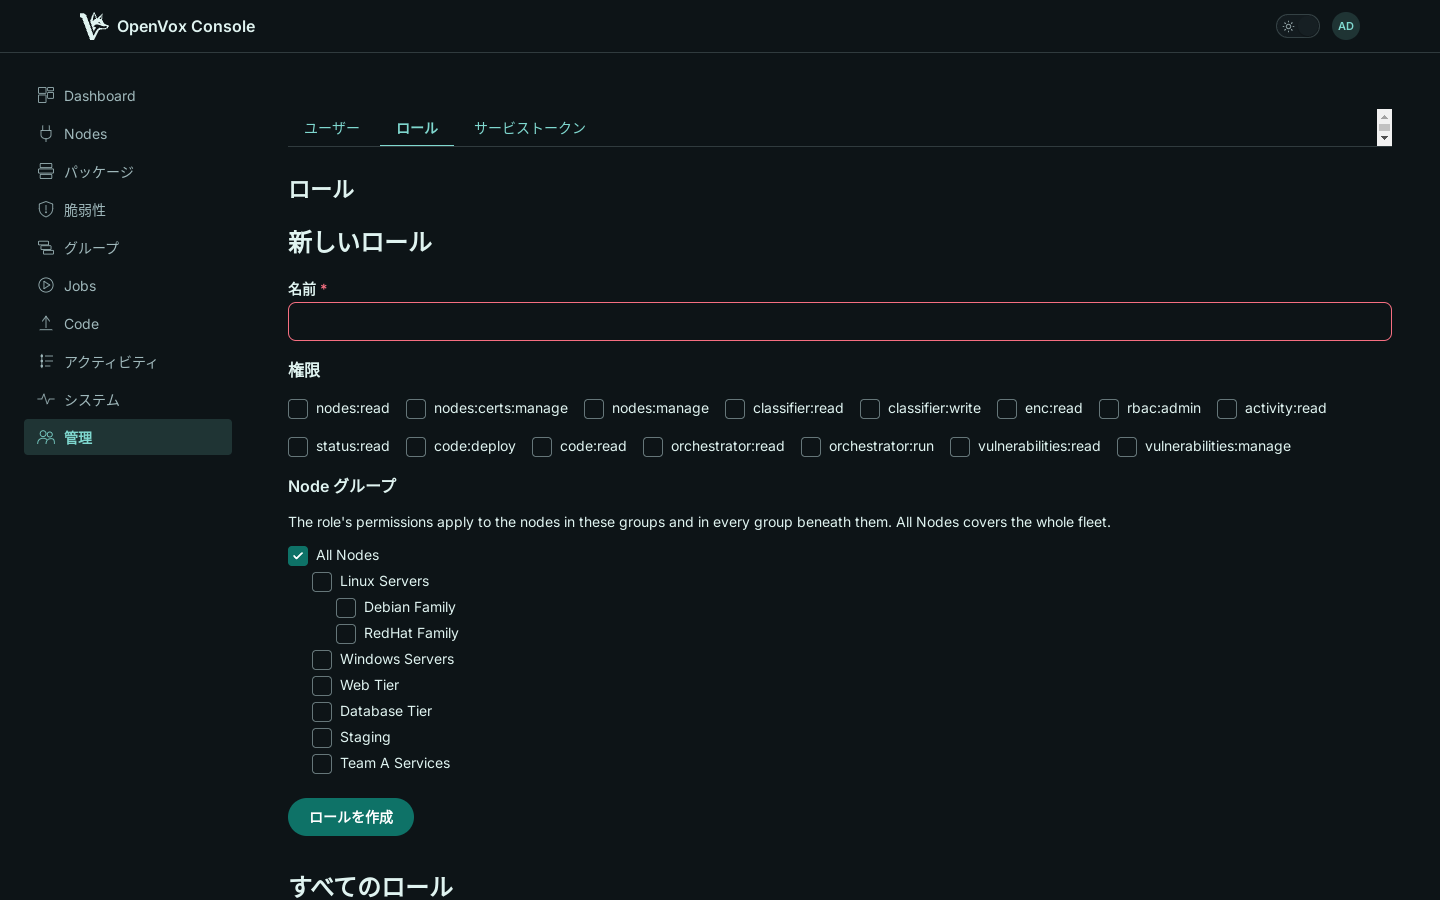 OpenVox Console
AD
Dashboard
Nodes
パッケージ
脆弱性
グループ
Jobs
Code
アクティビティ
システム
管理
ユーザー
ロール
サービストークン
ロール
新しいロール
名前 *
権限
nodes:read nodes:certs:manage nodes:manage classifier:read classifier:write enc:read rbac:admin activity:read
status:read code:deploy code:read orchestrator:read orchestrator:run vulnerabilities:read vulnerabilities:manage
Node グループ
The role's permissions apply to the nodes in these groups and in every group beneath them. All Nodes covers the whole fleet.
All Nodes
Linux Servers
Debian Family
RedHat Family
Windows Servers
Web Tier
Database Tier
Staging
Team A Services
ロールを作成
すべてのロール